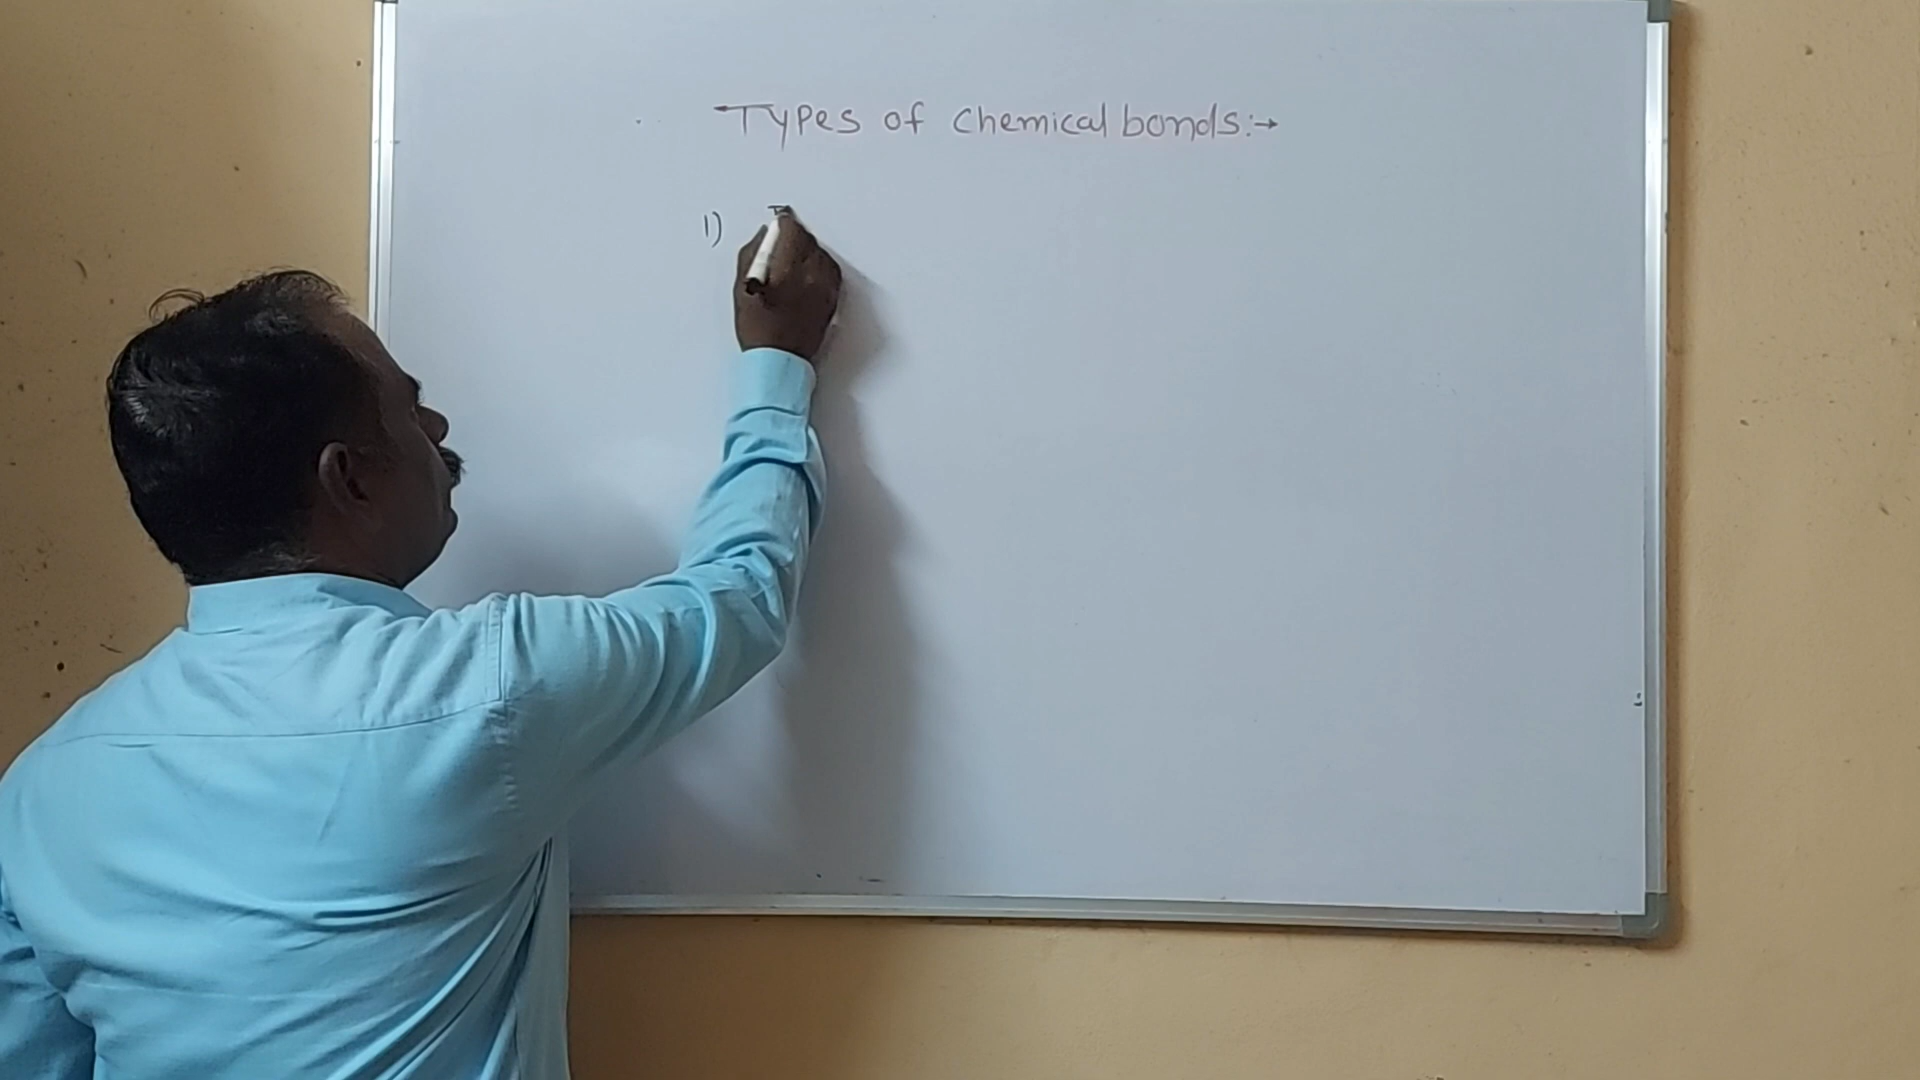 Types of chemical bonds:→
1)